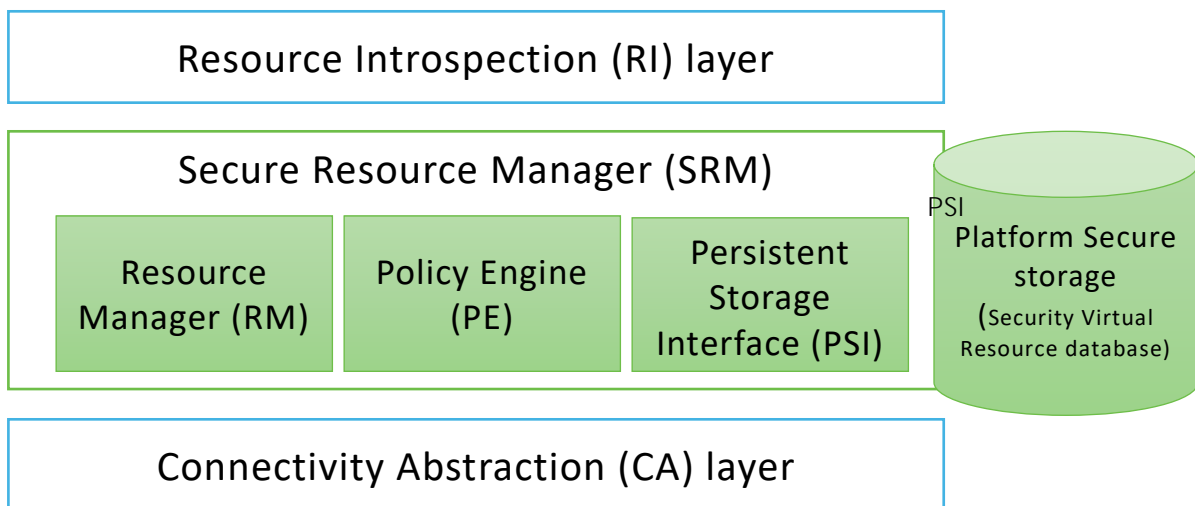 Resource Introspection (RI) layer
Secure Resource Manager (SRM)
Resource
Manager (RM)
Policy Engine
(PE)
Persistent
Storage
Interface (PSI)
PSI
Platform Secure
storage
(Security Virtual
Resource database)
Connectivity Abstraction (CA) layer